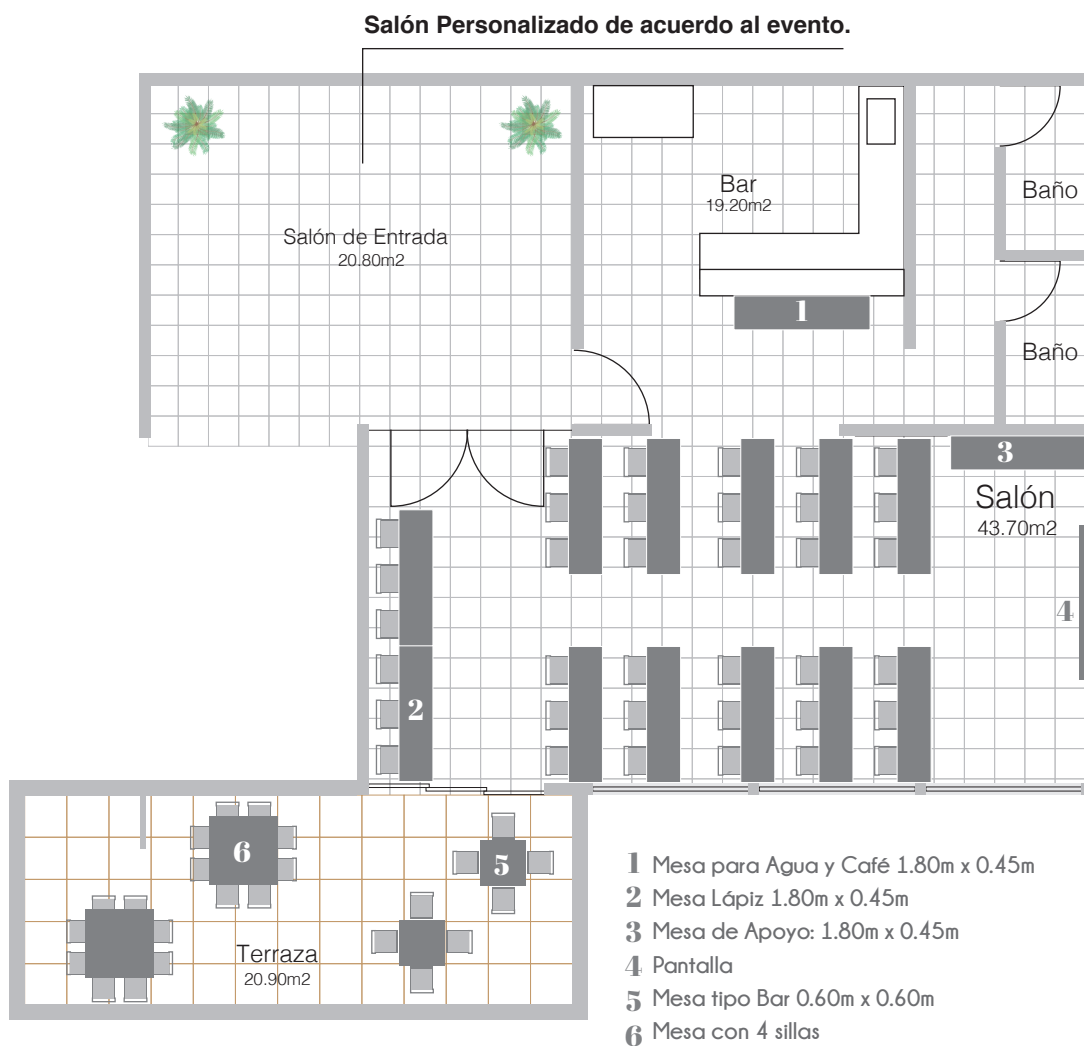 Salón Personalizado de acuerdo al evento.
Bar
19.20m2
Baño
Salón de Entrada
20.80m2
1
Baño
3
Salón
43.70m2
4
2
6
5
Terraza
20.90m2
1 Mesa para Agua y Café 1.80m x 0.45m
2 Mesa Lápiz 1.80m x 0.45m
3 Mesa de Apoyo: 1.80m x 0.45m
4 Pantalla
5 Mesa tipo Bar 0.60m x 0.60m
6 Mesa con 4 sillas